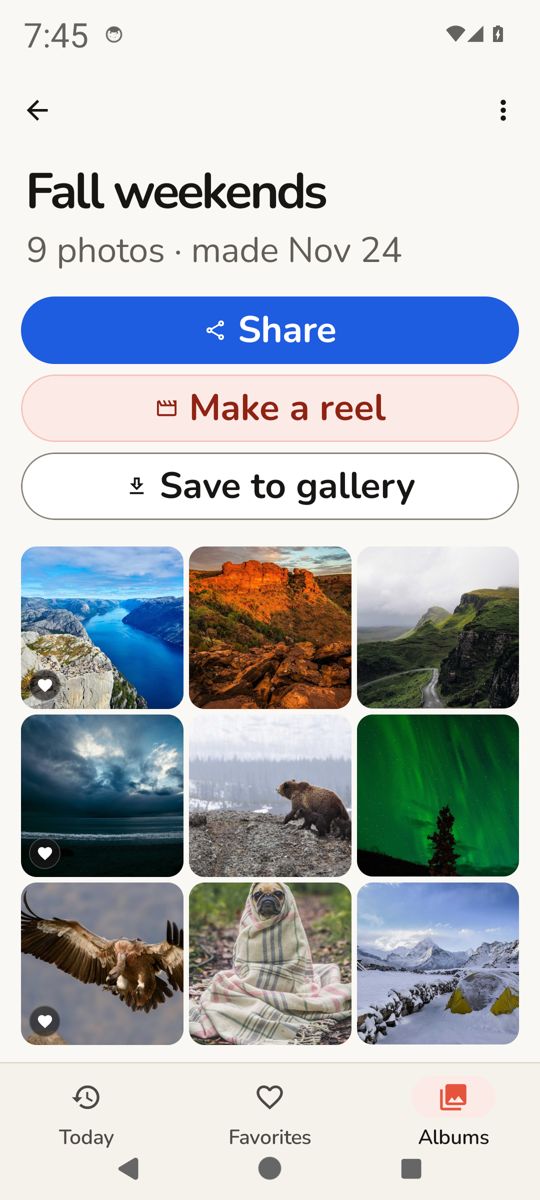 7:45
Fall weekends
9 photos · made Nov 24
Share
Make a reel
Save to gallery
Today
Favorites
Albums